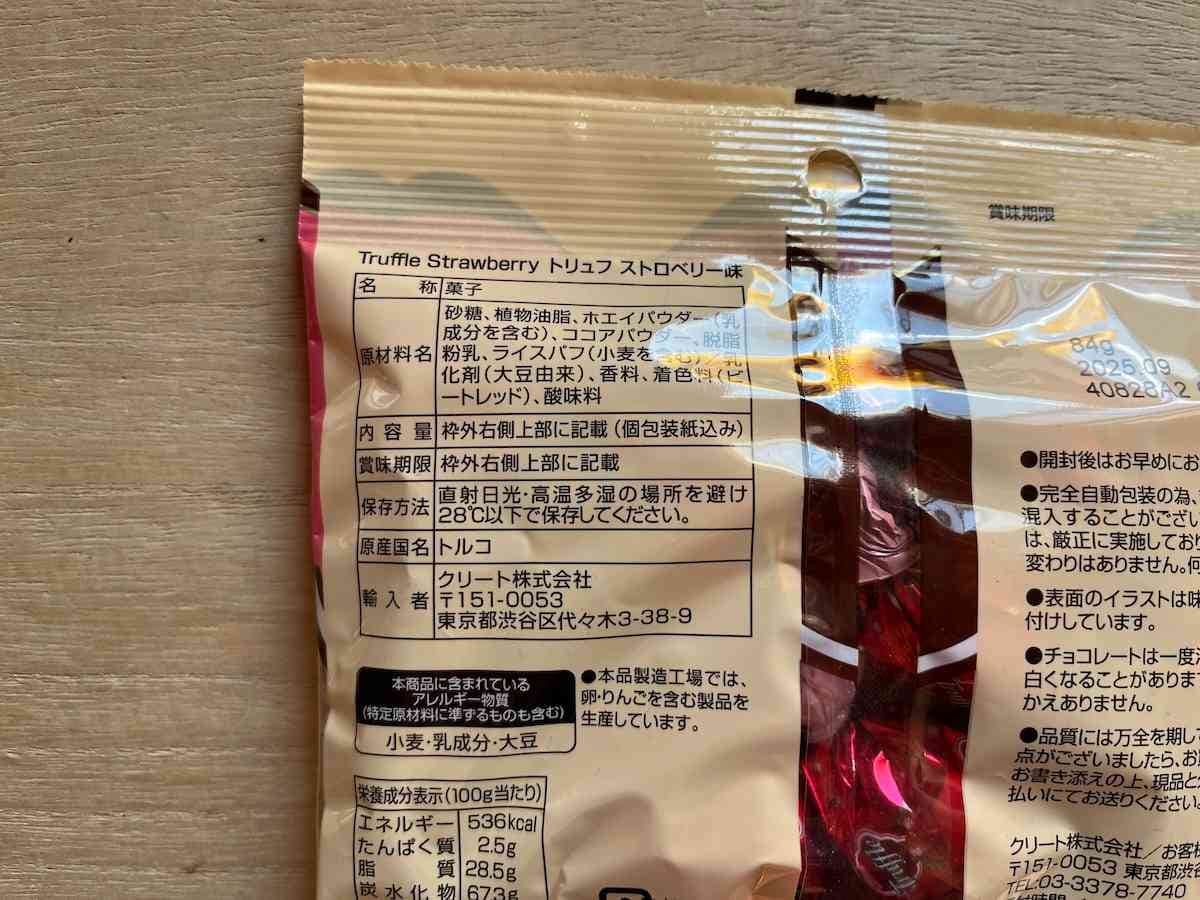 賞味期限
Truffle Strawberry トリュフ ストロベリー味
名 称 菓子
原材料名 砂糖、植物油脂、ホエイパウダー(乳
成分を含む)、ココアパウダー、脱脂
粉乳、ライスパフ(小麦を含む)/乳
化剤(大豆由来)、香料、着色料(ビ
ートレッド)、酸味料
内容量 枠外右側上部に記載(個包装紙込み)
賞味期限 枠外右側上部に記載
保存方法 直射日光・高温多湿の場所を避け
28℃以下で保存してください。
原産国名 トルコ
輸入者 クリート株式会社
〒151-0053
東京都渋谷区代々木3-38-9
本商品に含まれている
アレルギー物質
(特定原材料に準ずるものも含む)
小麦・乳成分・大豆
●本品製造工場では、
卵・りんごを含む製品を
生産しています。
栄養成分表示(100g当たり)
エネルギー 536kcal
たんぱく質 2.5g
脂 質 28.5g
炭水化物 67.3g
84g
2025.09
40828A2
●開封後はお早めにお
●完全自動包装の為、
混入することがござい
は、厳正に実施しており
変わりはありません。何
●表面のイラストは味
付けしています。
●チョコレートは一度
白くなることがありま
かえありません。
●品質には万全を期し
点がございましたら、お
お書き添えの上、現品と
払いにてお送りください
クリート株式会社/お客様
〒151-0053 東京都渋谷
TEL:03-3378-7740
Truffle